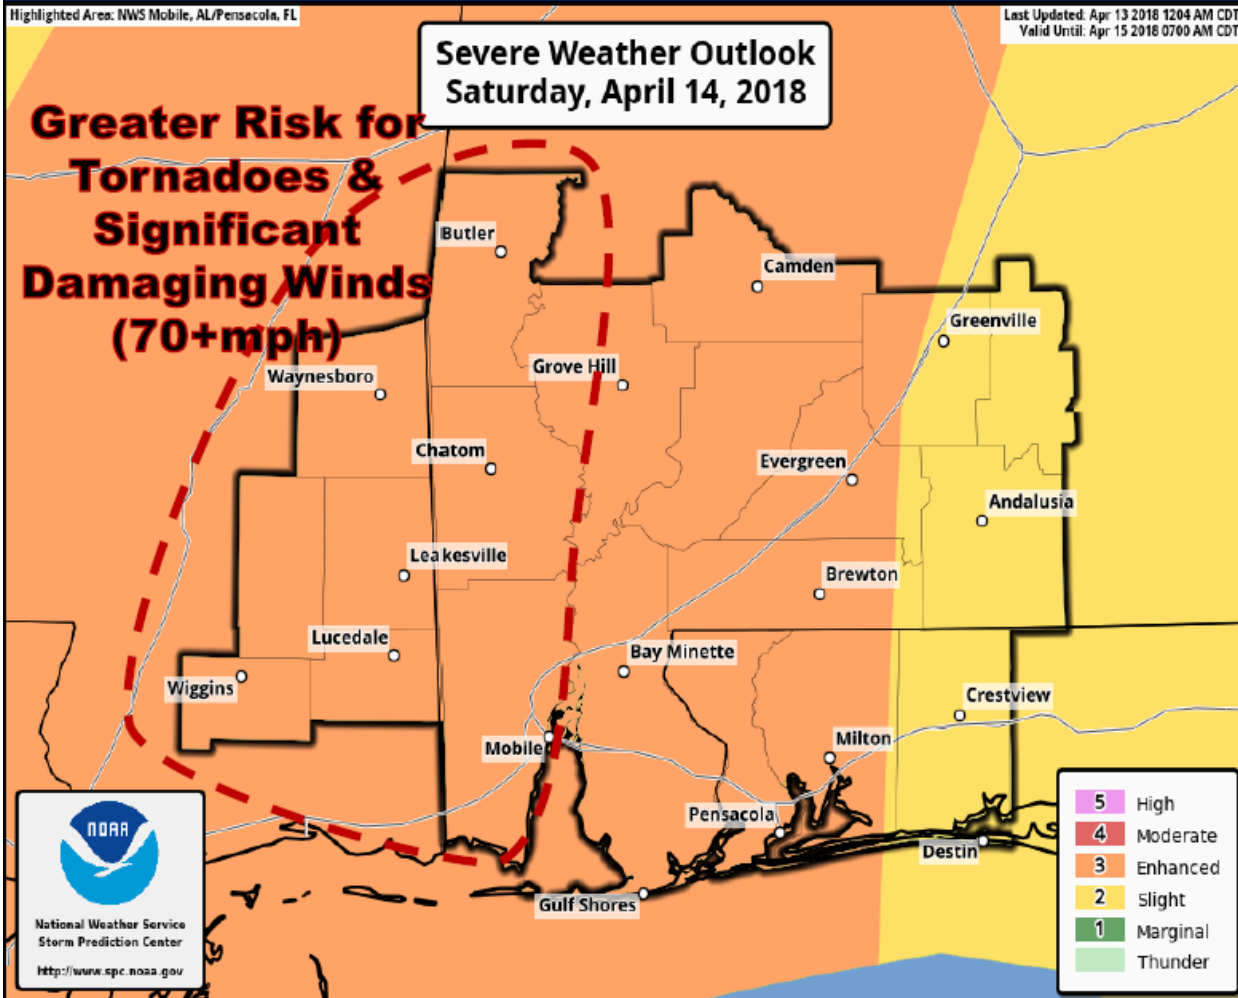 Highlighted Area: NWS Mobile, AL/Pensacola, FL
Last Updated: Apr 13 2018 1204 AM CDT
Valid Until: Apr 15 2018 0700 AM CDT
Severe Weather Outlook
Saturday, April 14, 2018
Greater Risk for
Tornadoes &
Significant
Damaging Winds
(70+mph)
Butler
Camden
Greenville
Grove Hill
Waynesboro
Chatom
Evergreen
Andalusia
Leakesville
Brewton
Lucedale
Bay Minette
Wiggins
Crestview
Mobile
Milton
Pensacola
Destin
Gulf Shores
5 High
4 Moderate
3 Enhanced
2 Slight
1 Marginal
Thunder
NOAA
National Weather Service
Storm Prediction Center
http://www.spc.noaa.gov